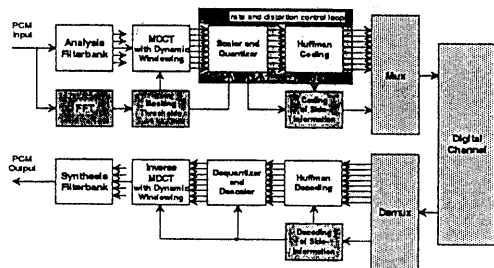 rate and distortion control loop
PCM
Input
Analysis
Filterbank
MDCT
with Dynamic
Windowing
Scaler and
Quantizer
Huffman
Coding
Mux
FFT
Masking
Thresholds
Coding
of Side-
Information
Digital
Channel
PCM
Output
Synthesis
Filterbank
Inverse
MDCT
with Dynamic
Windowing
Dequantizer
and
Descaler
Huffman
Decoding
Demux
Decoding
of Side-
Information